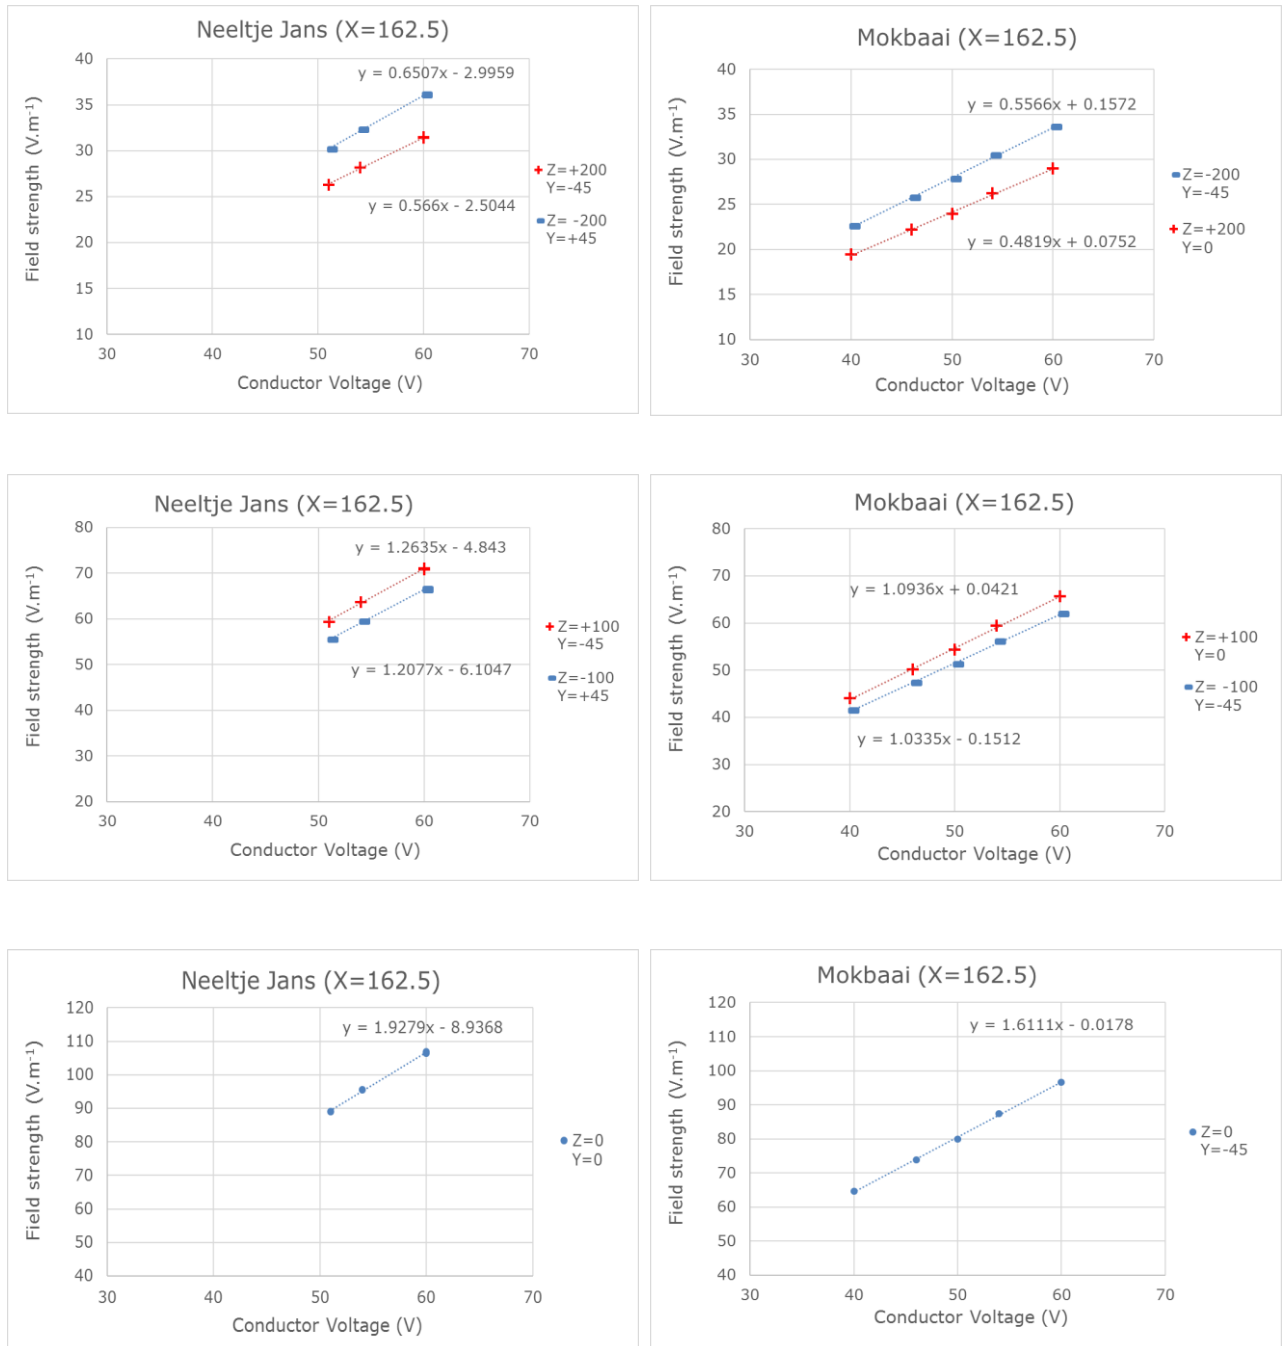 Neeltje Jans (X=162.5)
Field strength (V.m⁻¹)
40
35
30
25
20
15
10
30 40 50 60 70
Conductor Voltage (V)
y = 0.6507x - 2.9959
y = 0.566x - 2.5044
Z=+200
Y=-45
Z= -200
Y=+45
Mokbaai (X=162.5)
Field strength (V.m⁻¹)
40
35
30
25
20
15
10
30 40 50 60 70
Conductor Voltage (V)
y = 0.5566x + 0.1572
y = 0.4819x + 0.0752
Z=-200
Y=-45
Z=+200
Y=0
Neeltje Jans (X=162.5)
Field strength (V.m⁻¹)
80
70
60
50
40
30
20
30 40 50 60 70
Conductor Voltage (V)
y = 1.2635x - 4.843
y = 1.2077x - 6.1047
Z=+100
Y=-45
Z=-100
Y=+45
Mokbaai (X=162.5)
Field strength (V.m⁻¹)
80
70
60
50
40
30
20
30 40 50 60 70
Conductor Voltage (V)
y = 1.0936x + 0.0421
y = 1.0335x - 0.1512
Z=+100
Y=0
Z= -100
Y=-45
Neeltje Jans (X=162.5)
Field strength (V.m⁻¹)
120
110
100
90
80
70
60
50
40
30 40 50 60 70
Conductor Voltage (V)
y = 1.9279x - 8.9368
Z=0
Y=0
Mokbaai (X=162.5)
Field strength (V.m⁻¹)
120
110
100
90
80
70
60
50
40
30 40 50 60 70
Conductor Voltage (V)
y = 1.6111x - 0.0178
Z=0
Y=-45